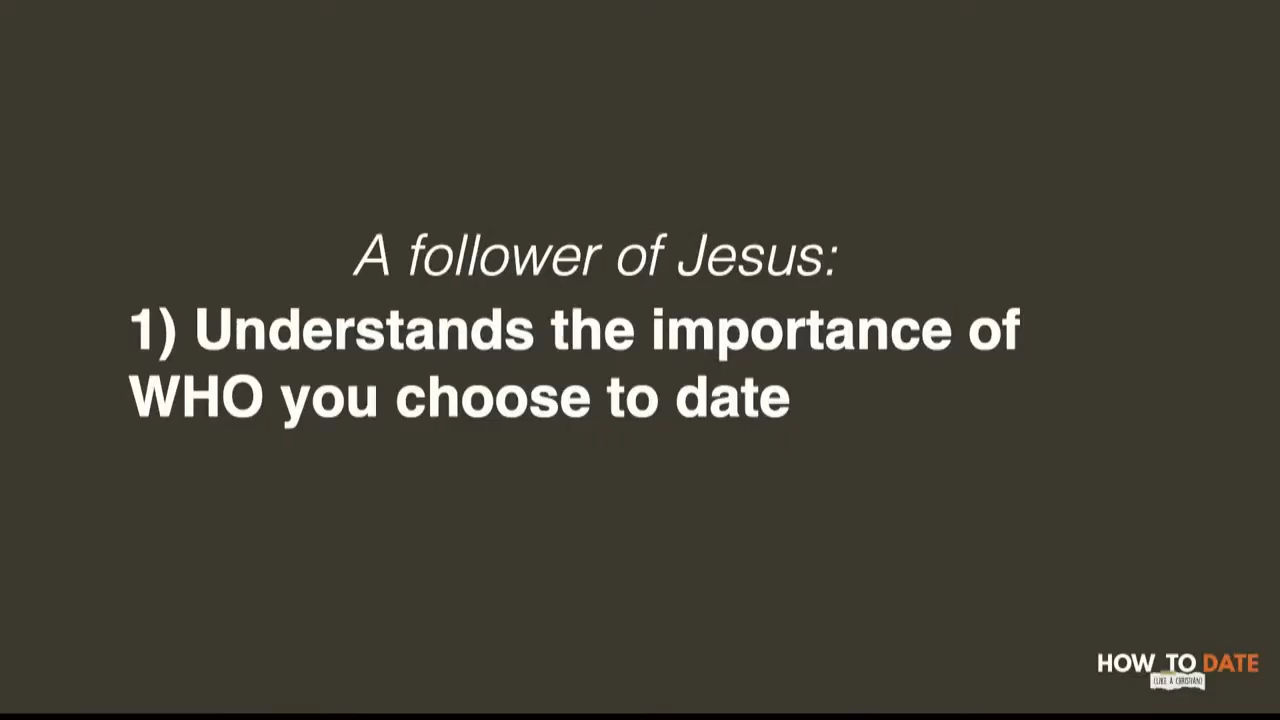 A follower of Jesus:
1) Understands the importance of
WHO you choose to date
HOW TO DATE
(LIKE A CHRISTIAN)